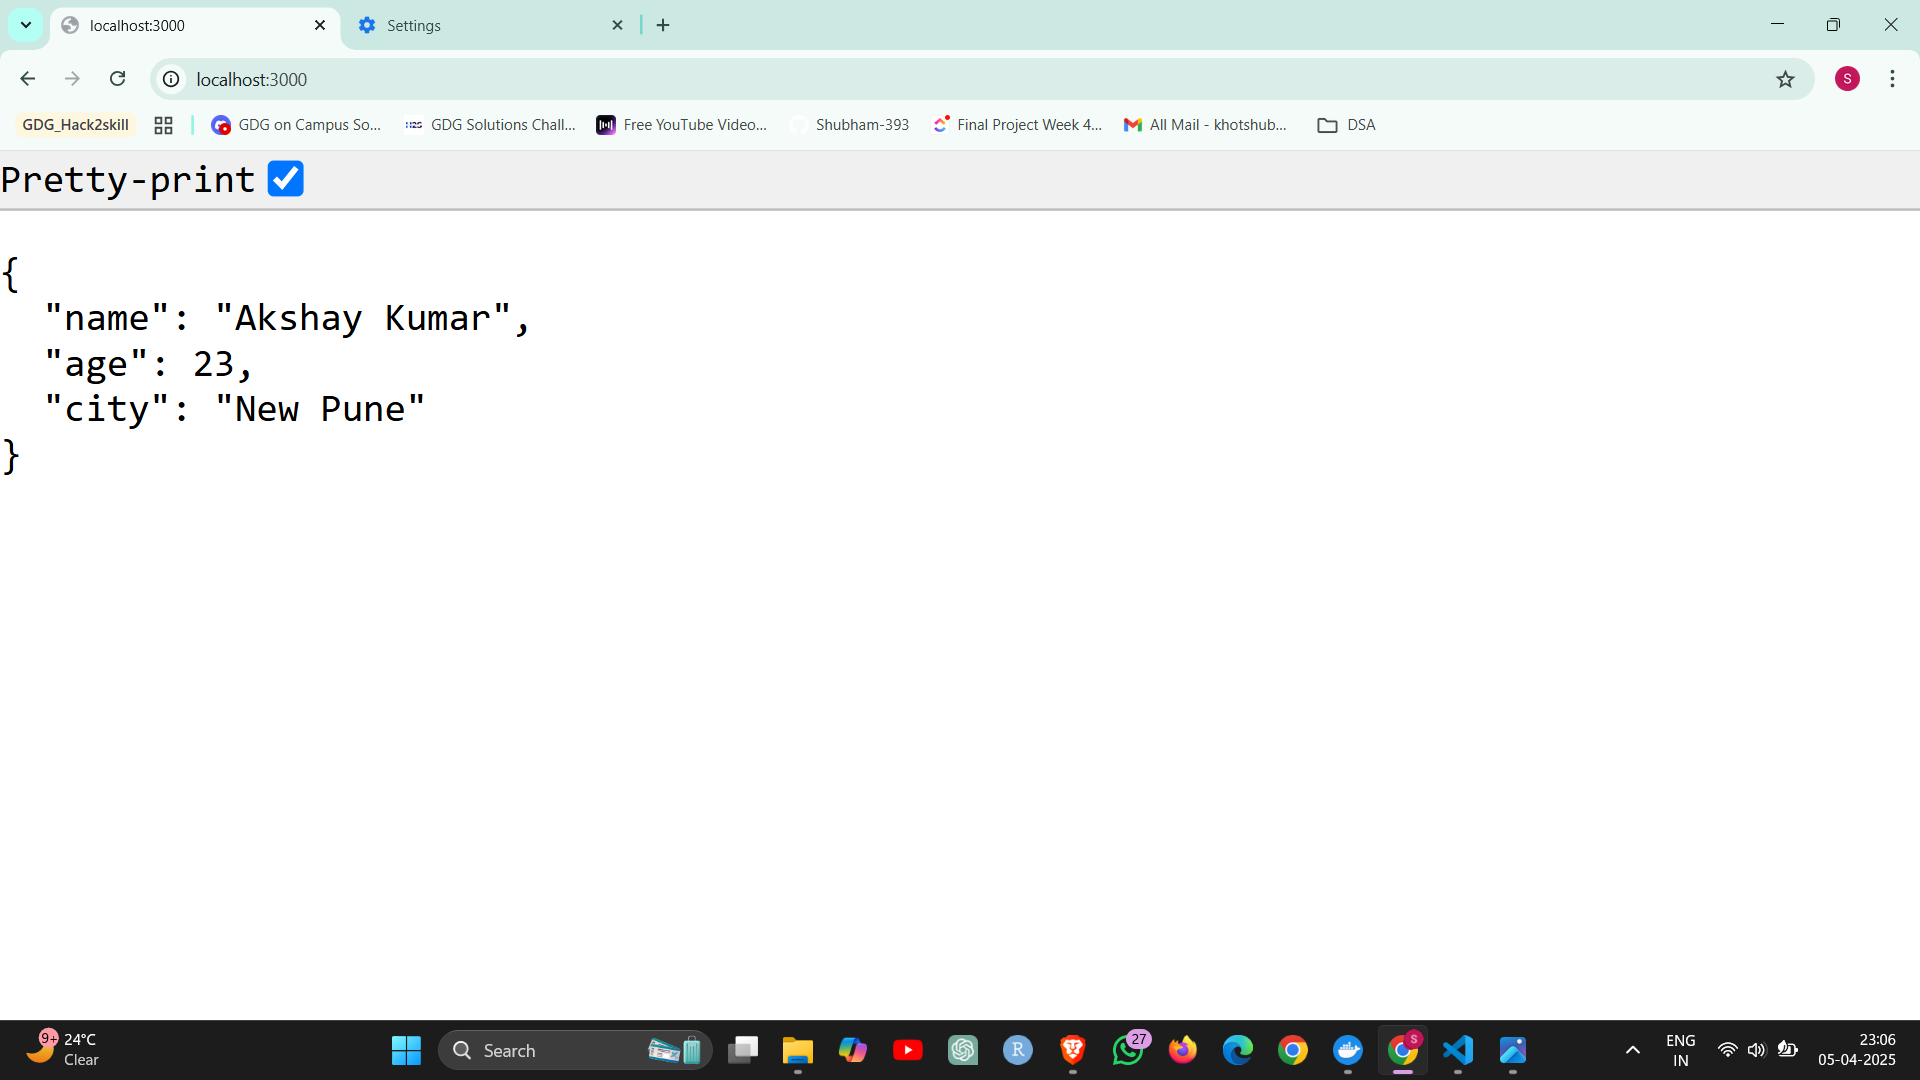 localhost:3000
Settings
localhost:3000
S
GDG_Hack2skill
GDG on Campus So...
H2S
GDG Solutions Chall...
Free YouTube Video...
Shubham-393
Final Project Week 4...
All Mail - khotshub...
DSA
Pretty-print
{
"name": "Akshay Kumar",
"age": 23,
"city": "New Pune"
}
9+
24°C
Clear
Search
R
27
S
ENG
IN
23:06
05-04-2025